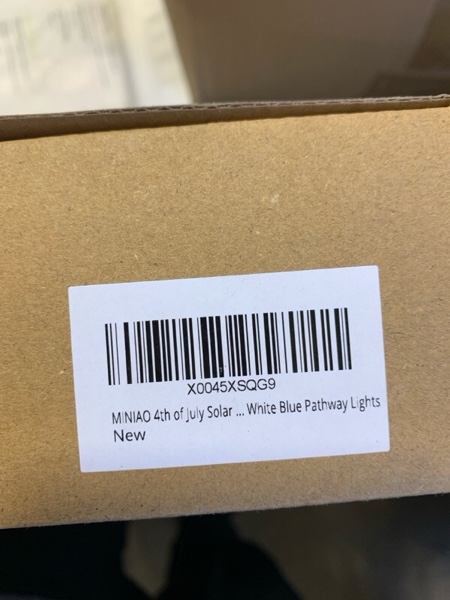 X0045XSQG9
MINIAO 4th of July Solar ... White Blue Pathway Lights
New